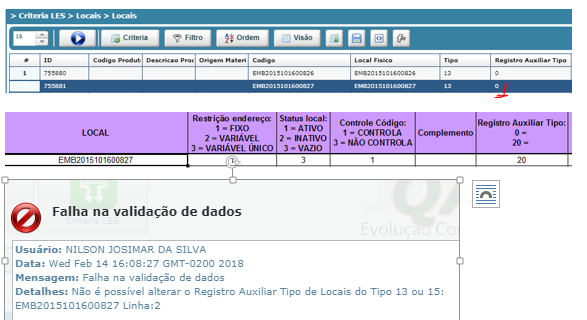 > Criteria LES > Locais > Locais
16 Criteria Filtro Ordem Visão
# ID Codigo Produt Descricao Proc Origem Materi Codigo Local Fisico Tipo Registro Auxiliar Tipo
1 755880 EMB2015101600826 EMB2015101600826 13 0
755881 EMB2015101600827 EMB2015101600827 13 0
LOCAL Restrição endereço: 1 = FIXO 2 = VARIÁVEL 3 = VARIÁVEL ÚNICO Status local: 1 = ATIVO 2 = INATIVO 3 = VAZIO Controle Código: 1 = CONTROLA 3 = NÃO CONTROLA Complemento Registro Auxiliar Tipo: 0 = 20 =
EMB2015101600827 3 1 20
Falha na validação de dados
Evolução Co
Usuário: NILSON JOSIMAR DA SILVA
Data: Wed Feb 14 16:08:27 GMT-0200 2018
Mensagem: Falha na validação de dados
Detalhes: Não é possível alterar o Registro Auxiliar Tipo de Locais do Tipo 13 ou 15:
EMB2015101600827 Linha:2